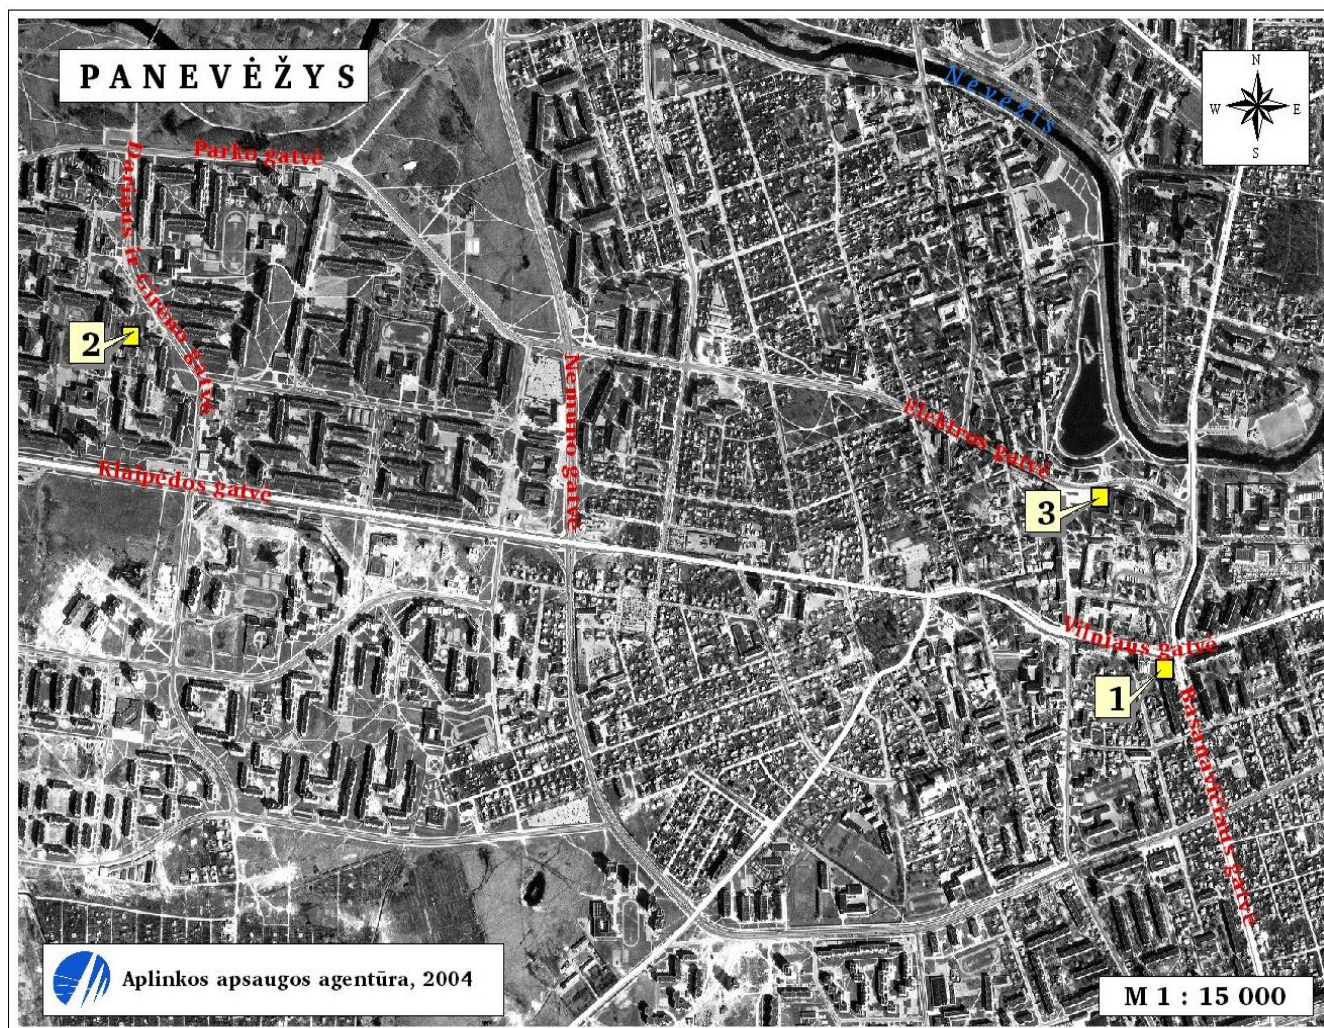 PANEVĖŽYS
Nevėžis
N
W E
S
Parko gatvė
Dariaus ir Girėno gatvė
2
Nemuno gatvė
Elektros gatvė
Klaipėdos gatvė
3
Vilniaus gatvė
1
Basanavičiaus gatvė
Aplinkos apsaugos agentūra, 2004
M 1 : 15 000